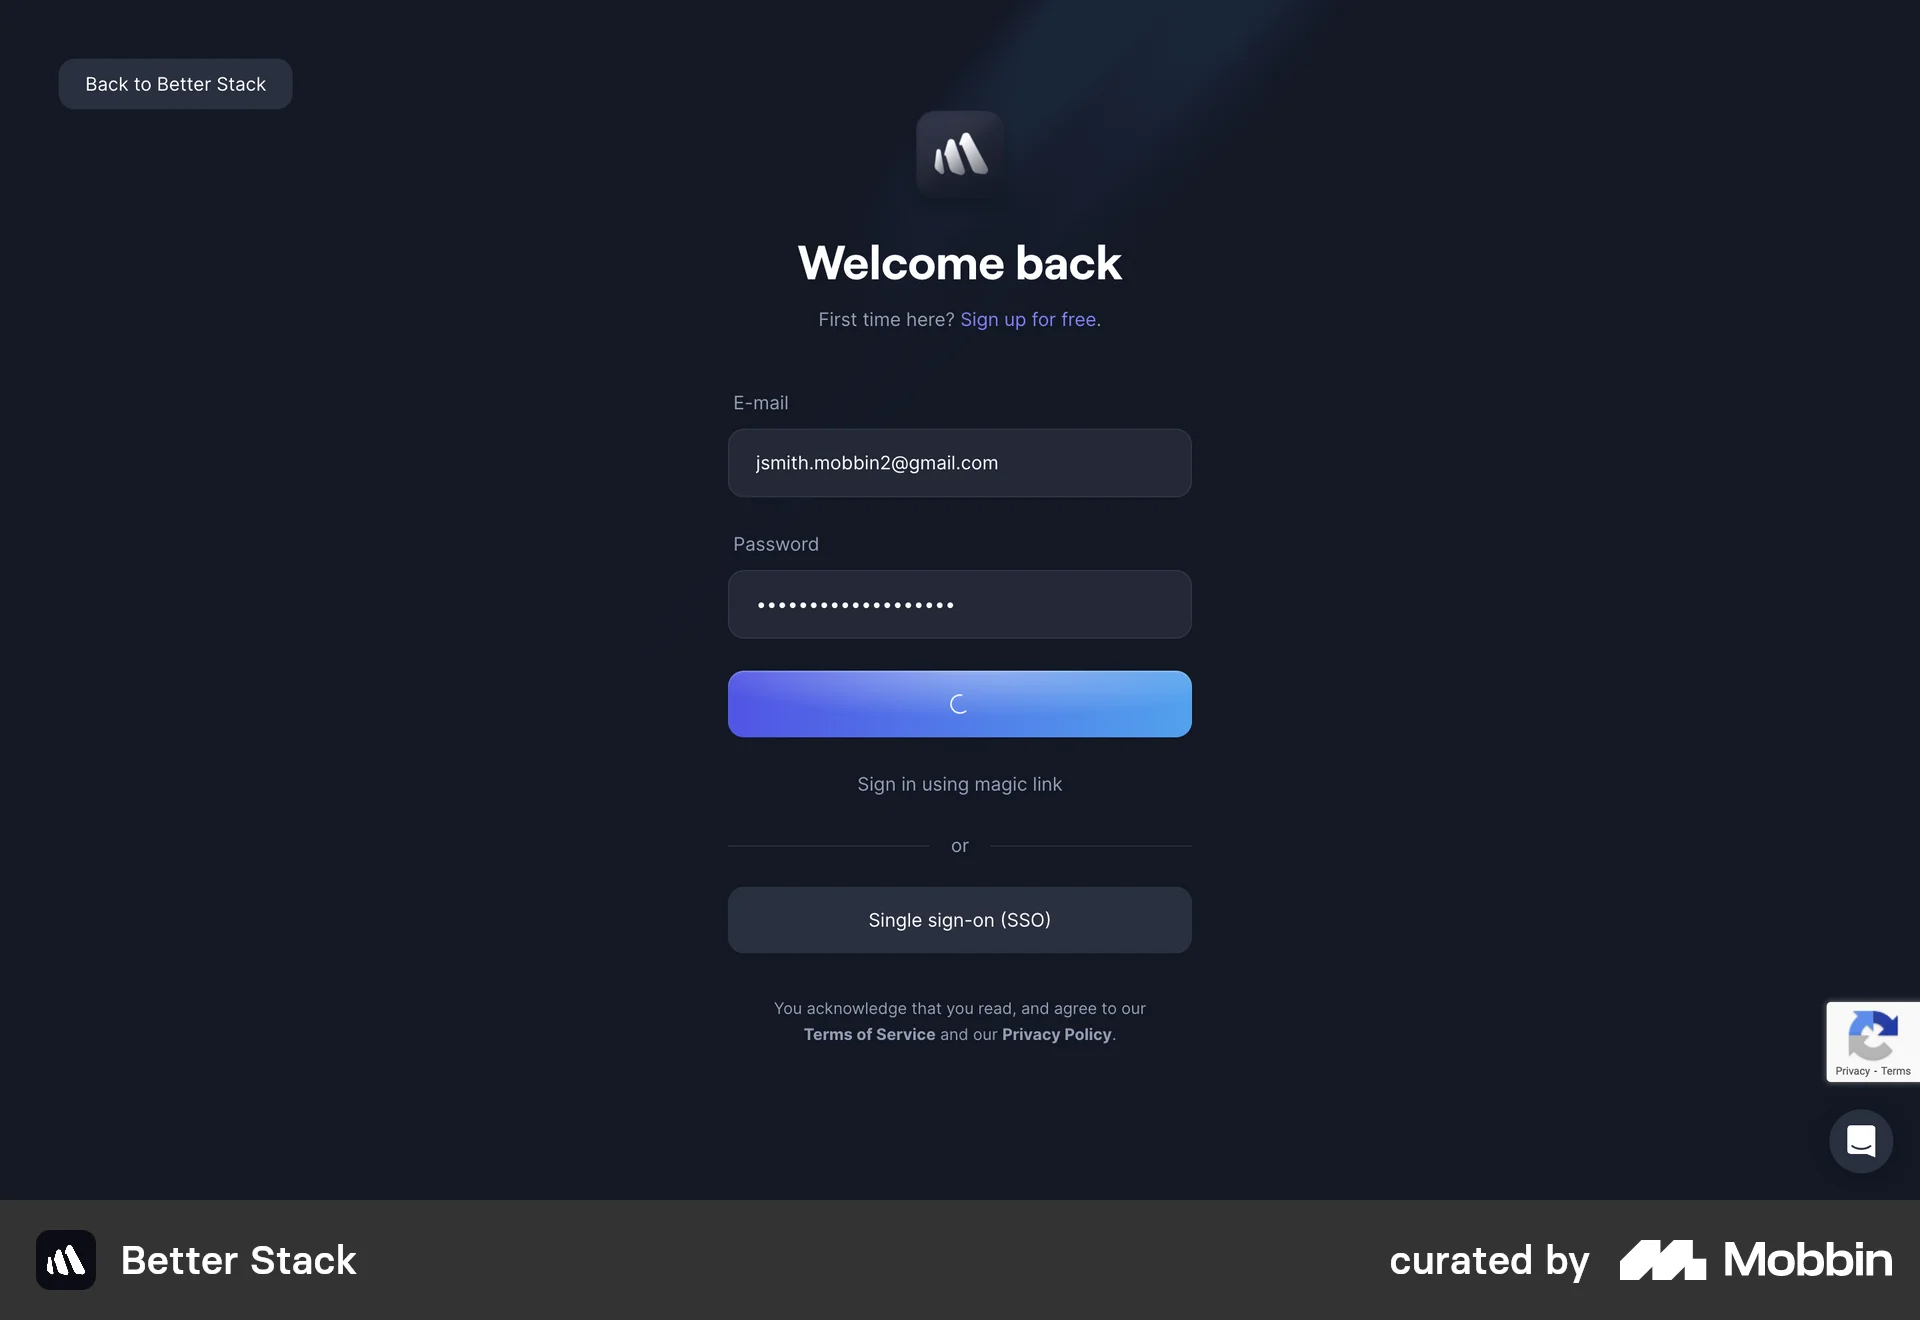 Back to Better Stack
Welcome back
First time here? Sign up for free.
E-mail
jsmith.mobbin2@gmail.com
Password
•••••••••••••••••••
Sign in using magic link
or
Single sign-on (SSO)
You acknowledge that you read, and agree to our
Terms of Service and our Privacy Policy.
Privacy - Terms
Better Stack
curated by Mobbin